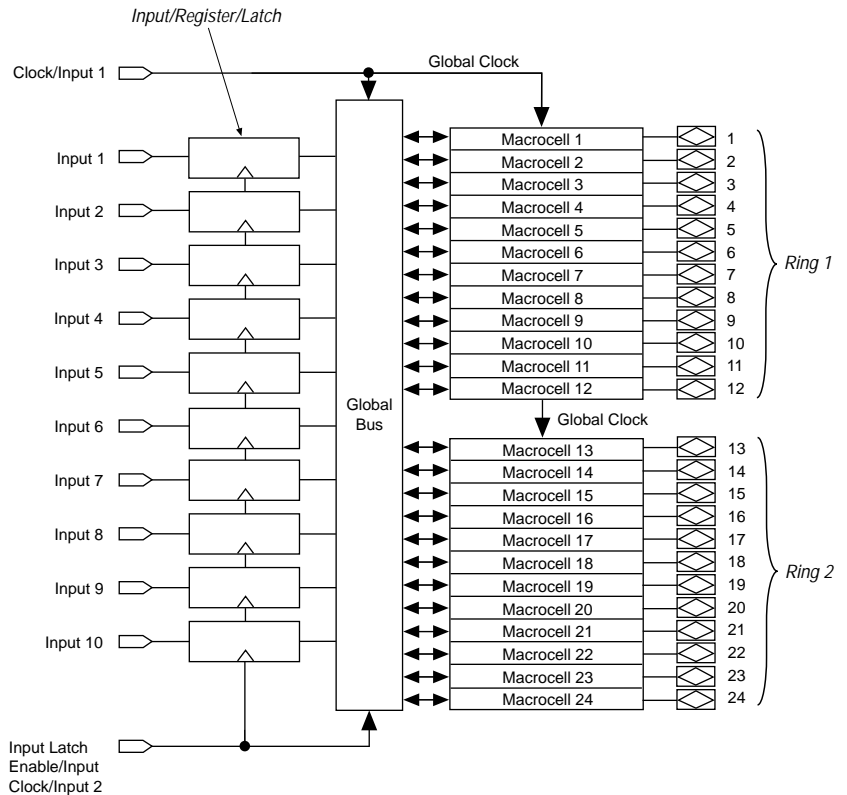 Input/Register/Latch
Clock/Input 1
Global Clock
Input 1
Input 2
Input 3
Input 4
Input 5
Input 6
Input 7
Input 8
Input 9
Input 10
Input Latch
Enable/Input
Clock/Input 2
Global
Bus
Macrocell 1 1
Macrocell 2 2
Macrocell 3 3
Macrocell 4 4
Macrocell 5 5
Macrocell 6 6
Macrocell 7 7
Macrocell 8 8
Macrocell 9 9
Macrocell 10 10
Macrocell 11 11
Macrocell 12 12
Ring 1
Global Clock
Macrocell 13 13
Macrocell 14 14
Macrocell 15 15
Macrocell 16 16
Macrocell 17 17
Macrocell 18 18
Macrocell 19 19
Macrocell 20 20
Macrocell 21 21
Macrocell 22 22
Macrocell 23 23
Macrocell 24 24
Ring 2